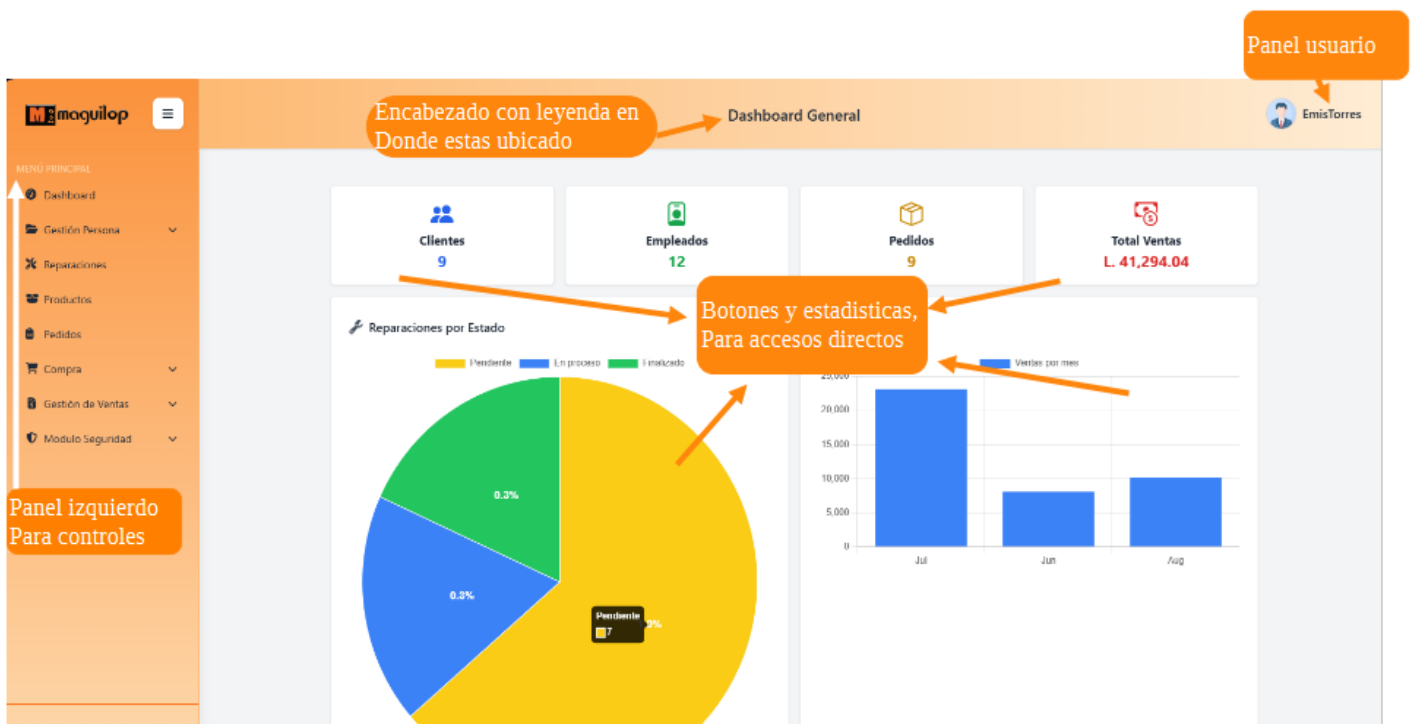 Panel usuario
maquilop
Encabezado con leyenda en
Donde estas ubicado
Dashboard General
EmisTorres
MENÚ PRINCIPAL
Dashboard
Gestión Persona
Reparaciones
Productos
Pedidos
Compra
Gestión de Ventas
Modulo Seguridad
Panel izquierdo
Para controles
Clientes
9
Empleados
12
Pedidos
9
Total Ventas
L. 41,294.04
Botones y estadisticas,
Para accesos directos
Reparaciones por Estado
Pendiente
En proceso
Finalizado
0.3%
0.3%
Pendiente
7
9%
Ventas por mes
25,000
20,000
15,000
10,000
5,000
0
Jul
Jun
Aug